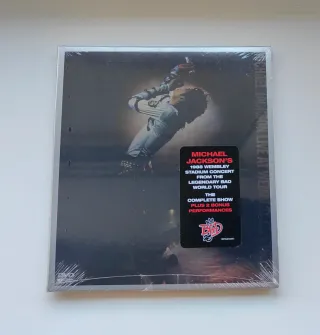 MICHAEL
JACKSON'S
1988 WEMBLEY
STADIUM CONCERT
FROM THE
LEGENDARY BAD
WORLD TOUR
THE
COMPLETE SHOW
PLUS 2 BONUS
PERFORMANCES
BAD
DVD